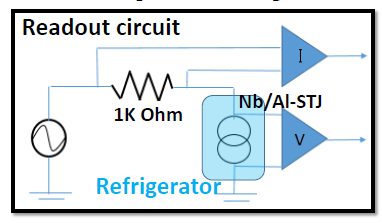 Readout circuit
I
1K Ohm
Nb/Al-STJ
V
Refrigerator